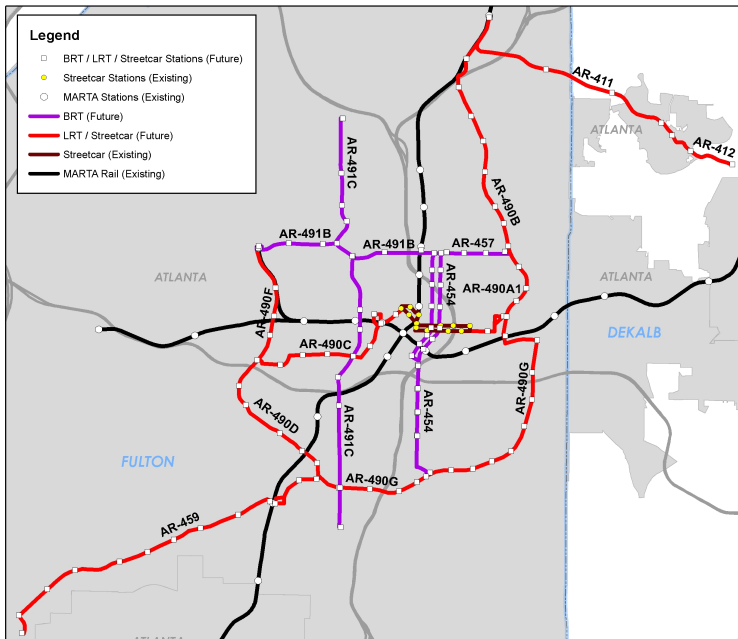 Legend
BRT / LRT / Streetcar Stations (Future)
Streetcar Stations (Existing)
MARTA Stations (Existing)
BRT (Future)
LRT / Streetcar (Future)
Streetcar (Existing)
MARTA Rail (Existing)
AR-411
ATLANTA
AR-412
AR-491C
AR-490B
AR-491B
AR-491B
AR-457
ATLANTA
AR-454
AR-490A1
ATLANTA
AR-490F
DEKALB
AR-490C
AR-490G
AR-490D
AR-491C
AR-454
FULTON
AR-490G
AR-459
ATLANTA